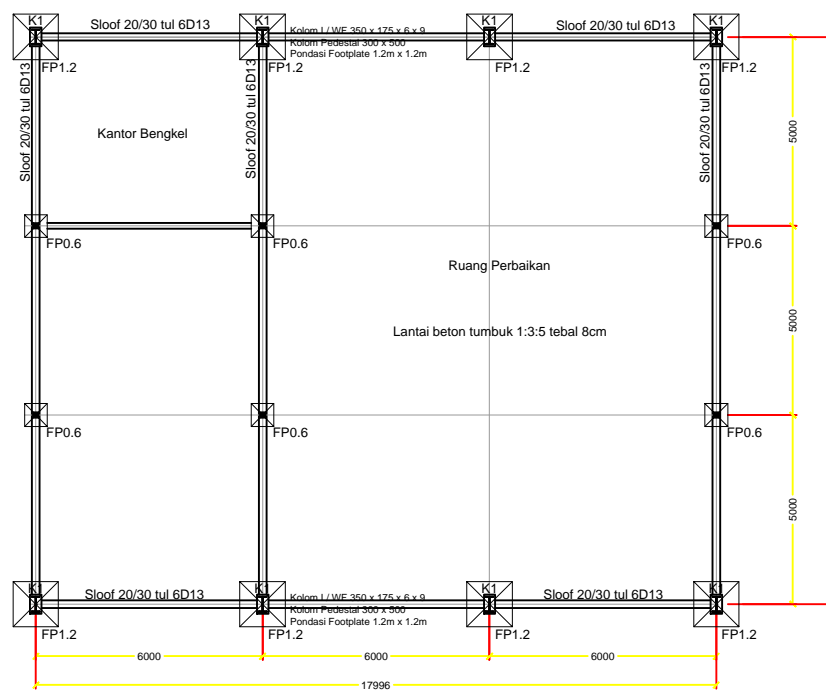 K1
Sloof 20/30 tul 6D13
K1
K1
Sloof 20/30 tul 6D13
K1
Kolom I / WF 350 x 175 x 6 x 9
Kolom Pedestal 300 x 500
Pondasi Footplate 1.2m x 1.2m
FP1.2
FP1.2
FP1.2
FP1.2
Sloof 20/30 tul 6D13
Sloof 20/30 tul 6D13
Sloof 20/30 tul 6D13
Kantor Bengkel
5000
FP0.6
FP0.6
FP0.6
Ruang Perbaikan
Lantai beton tumbuk 1:3:5 tebal 8cm
5000
FP0.6
FP0.6
FP0.6
5000
K1
Sloof 20/30 tul 6D13
K1
K1
Sloof 20/30 tul 6D13
K1
Kolom I / WF 350 x 175 x 6 x 9
Kolom Pedestal 300 x 500
Pondasi Footplate 1.2m x 1.2m
FP1.2
FP1.2
FP1.2
FP1.2
6000
6000
6000
17996